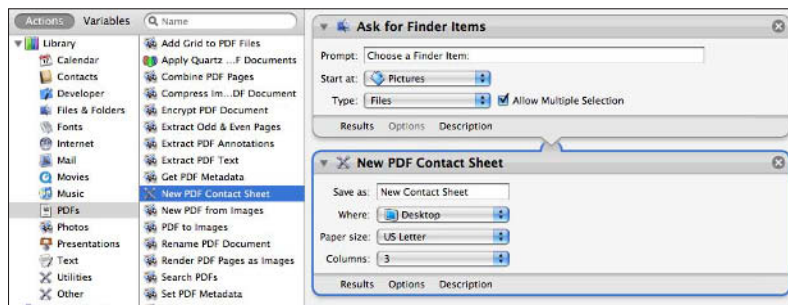 Actions Variables Name
Library
Calendar
Contacts
Developer
Files & Folders
Fonts
Internet
Mail
Movies
Music
PDFs
Photos
Presentations
Text
Utilities
Other
Add Grid to PDF Files
Apply Quartz ...F Documents
Combine PDF Pages
Compress Im...DF Document
Encrypt PDF Document
Extract Odd & Even Pages
Extract PDF Annotations
Extract PDF Text
Get PDF Metadata
New PDF Contact Sheet
New PDF from Images
PDF to Images
Rename PDF Document
Render PDF Pages as Images
Search PDFs
Set PDF Metadata
Ask for Finder Items
Prompt: Choose a Finder Item:
Start at: Pictures
Type: Files Allow Multiple Selection
Results Options Description
New PDF Contact Sheet
Save as: New Contact Sheet
Where: Desktop
Paper size: US Letter
Columns: 3
Results Options Description